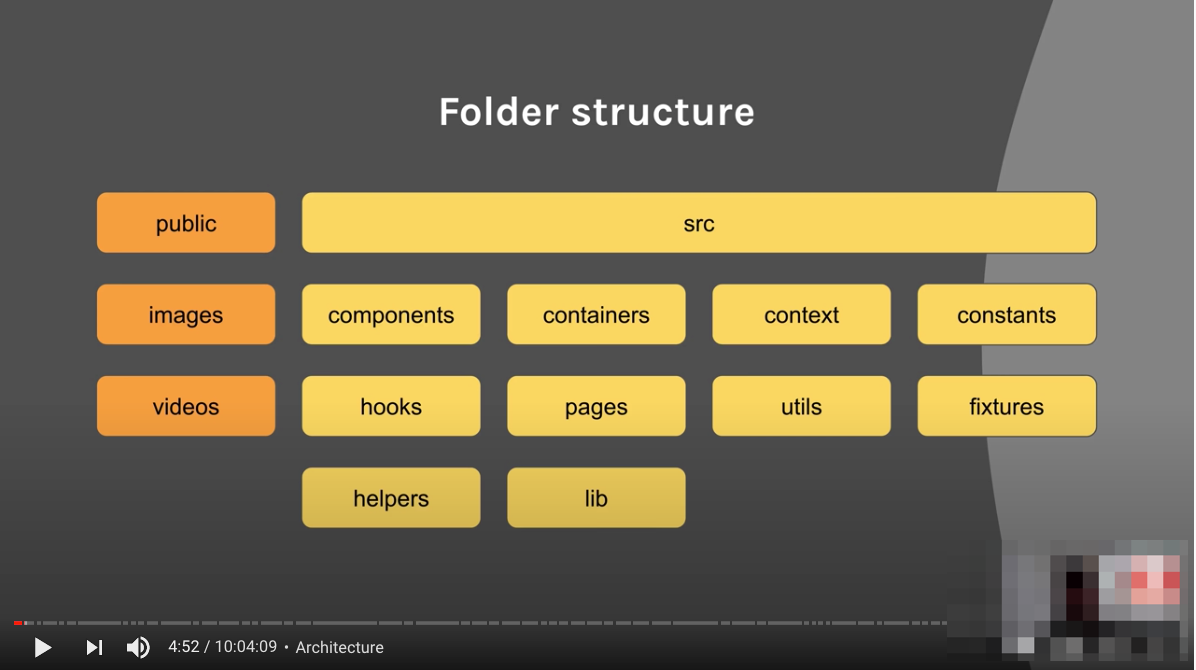 Folder structure
public
src
images
components
containers
context
constants
videos
hooks
pages
utils
fixtures
helpers
lib
4:52 / 10:04:09 • Architecture